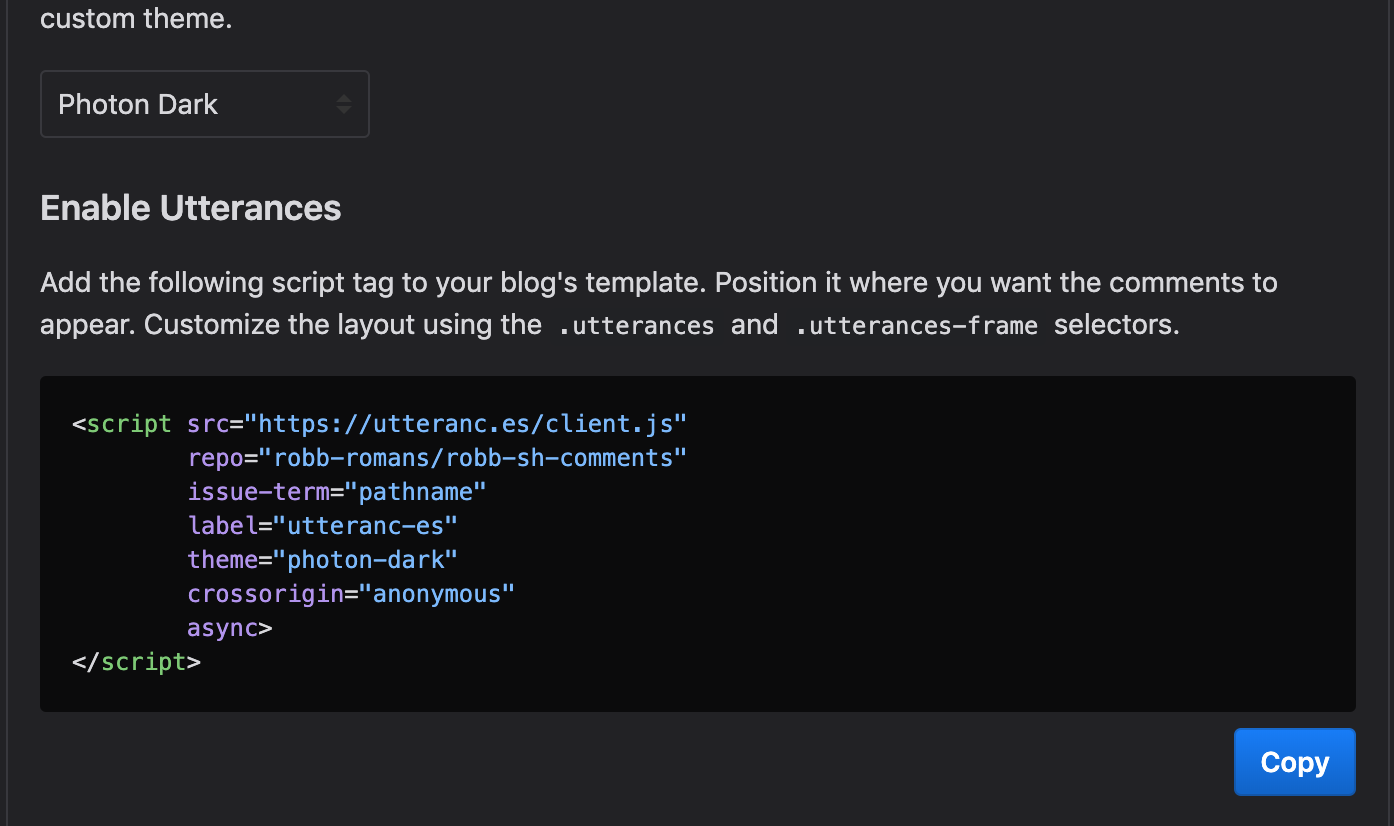 custom theme.
Photon Dark
Enable Utterances
Add the following script tag to your blog's template. Position it where you want the comments to
appear. Customize the layout using the .utterances and .utterances-frame selectors.
<script src="https://utteranc.es/client.js"
        repo="robb-romans/robb-sh-comments"
        issue-term="pathname"
        label="utteranc-es"
        theme="photon-dark"
        crossorigin="anonymous"
        async>
</script>
Copy